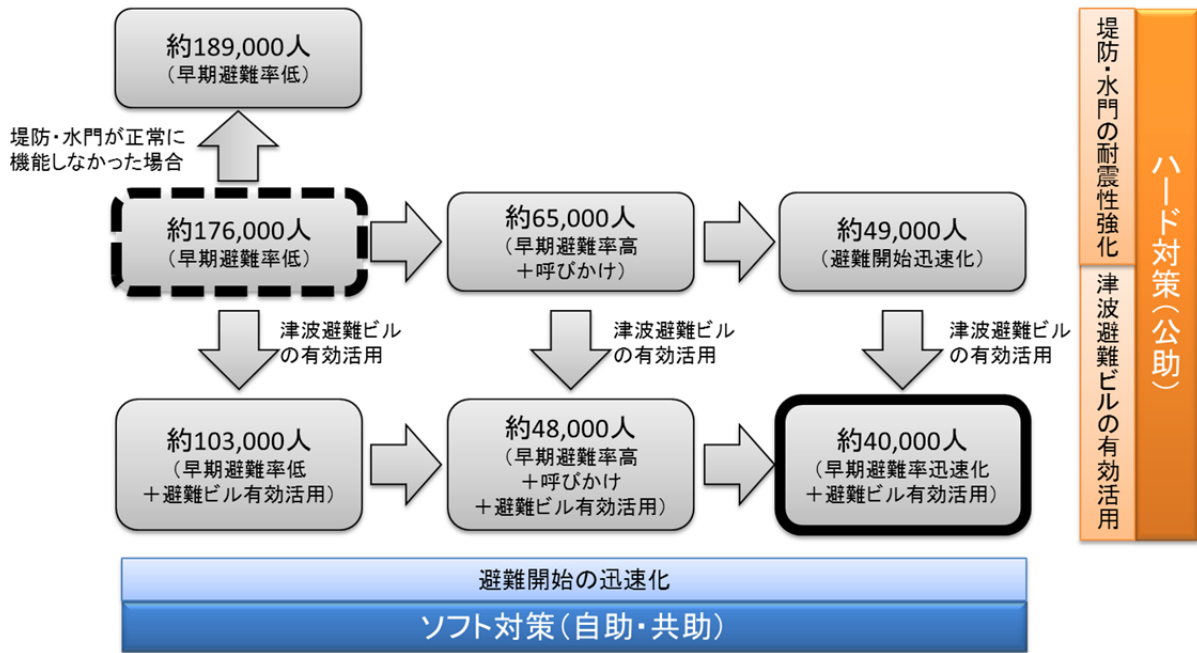 約189,000人
（早期避難率低）
堤防・水門が正常に
機能しなかった場合
約176,000人
（早期避難率低）
約65,000人
（早期避難率高
＋呼びかけ）
約49,000人
（避難開始迅速化）
津波避難ビル
の有効活用
津波避難ビル
の有効活用
津波避難ビル
の有効活用
約103,000人
（早期避難率低
＋避難ビル有効活用）
約48,000人
（早期避難率高
＋呼びかけ
＋避難ビル有効活用）
約40,000人
（早期避難率迅速化
＋避難ビル有効活用）
避難開始の迅速化
ソフト対策（自助・共助）
堤防・水門の耐震性強化
津波避難ビルの有効活用
ハード対策（公助）